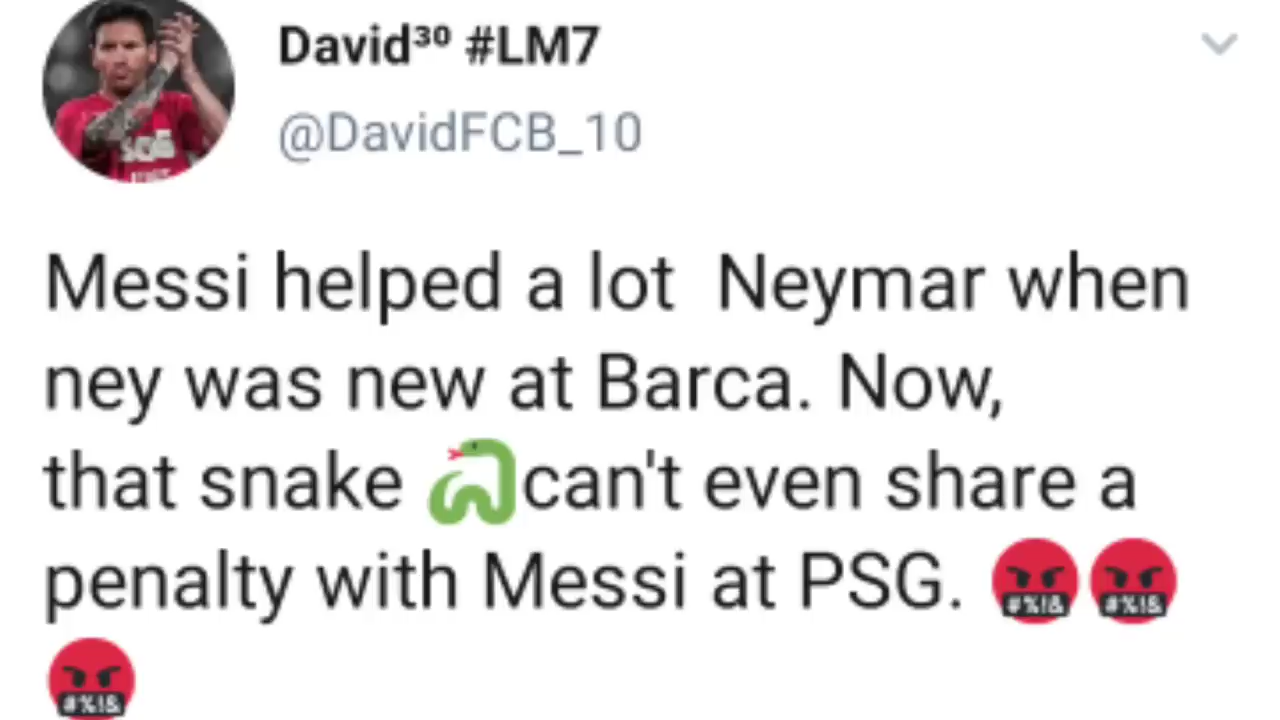 David³⁰ #LM7
@DavidFCB_10
Messi helped a lot  Neymar when
ney was new at Barca. Now,
that snake 🐍can't even share a
penalty with Messi at PSG. 🤬🤬
🤬